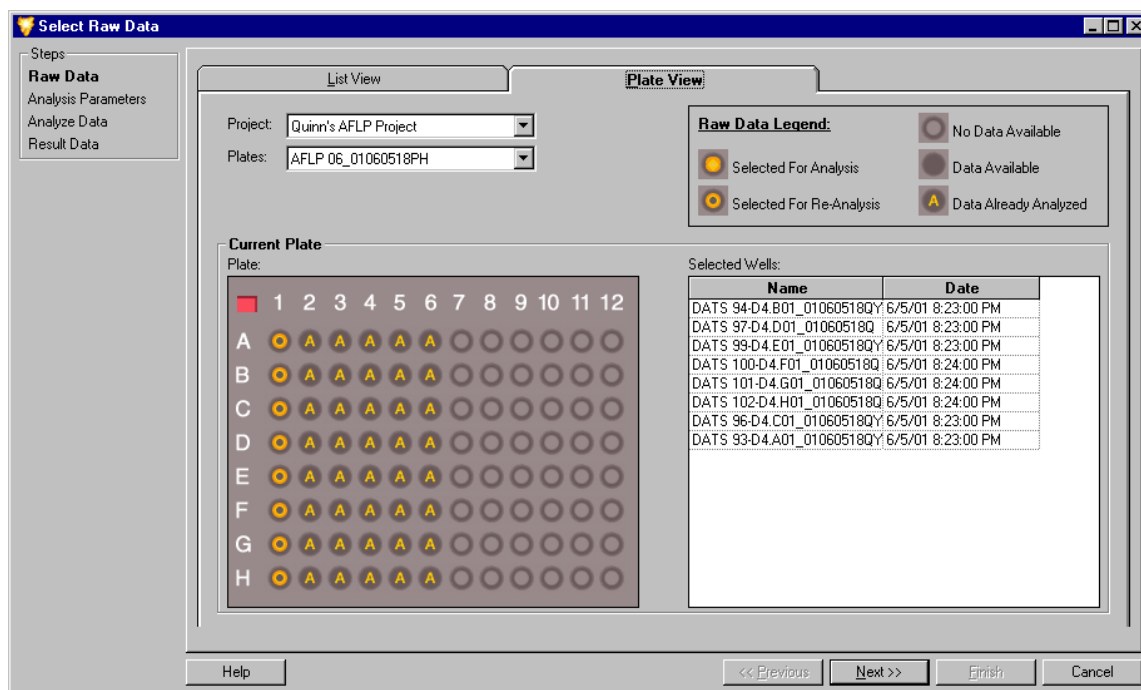 Select Raw Data
Steps
Raw Data
Analysis Parameters
Analyze Data
Result Data
List View
Plate View
Project: Quinn's AFLP Project
Plates: AFLP 06_01060518PH
Raw Data Legend:
Selected For Analysis
Selected For Re-Analysis
No Data Available
Data Available
A Data Already Analyzed
Current Plate
Plate:
1 2 3 4 5 6 7 8 9 10 11 12
A A A A A A
B A A A A A
C A A A A A
D A A A A A
E A A A A A
F A A A A A
G A A A A A
H A A A A A
Selected Wells:
Name Date
DATS 94-D4.B01_01060518QY 6/5/01 8:23:00 PM
DATS 97-D4.D01_01060518Q 6/5/01 8:23:00 PM
DATS 99-D4.E01_01060518Q 6/5/01 8:23:00 PM
DATS 100-D4.F01_01060518Q 6/5/01 8:24:00 PM
DATS 101-D4.G01_01060518Q 6/5/01 8:24:00 PM
DATS 102-D4.H01_01060518Q 6/5/01 8:24:00 PM
DATS 96-D4.C01_01060518QY 6/5/01 8:23:00 PM
DATS 93-D4.A01_01060518QY 6/5/01 8:23:00 PM
Help
<< Previous
Next >>
Finish
Cancel